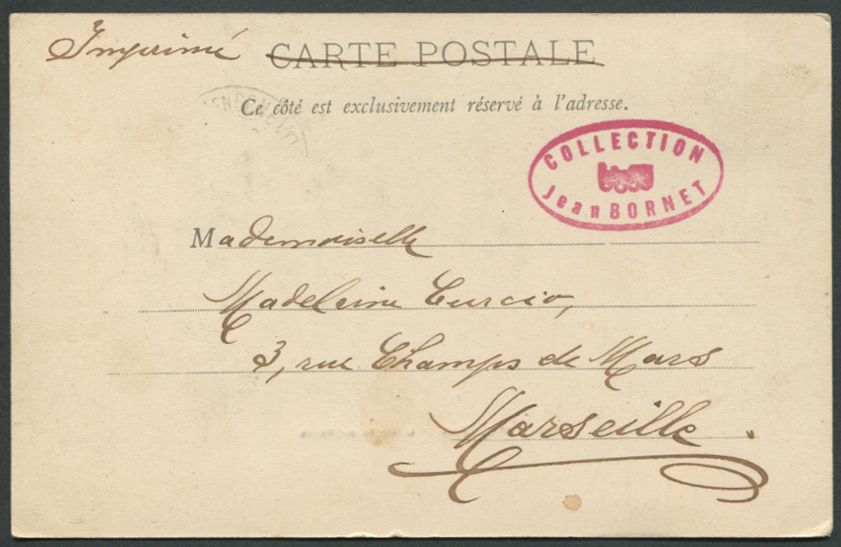 Imprimé CARTE POSTALE
Ce côté est exclusivement réservé à l'adresse.
COLLECTION
Jean BORNET
Mademoiselle
Madeleine Curcio,
3, rue Champs de Mars
Marseille.